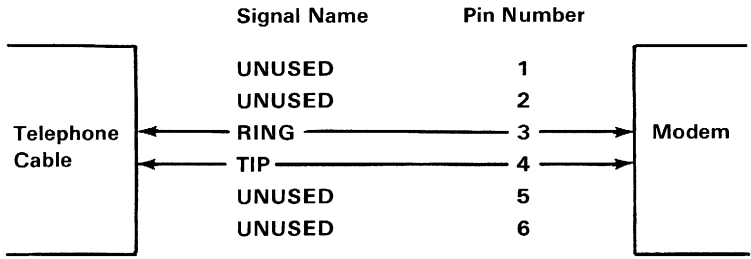 Signal Name Pin Number
UNUSED 1
UNUSED 2
Telephone Cable RING 3 Modem
TIP 4
UNUSED 5
UNUSED 6